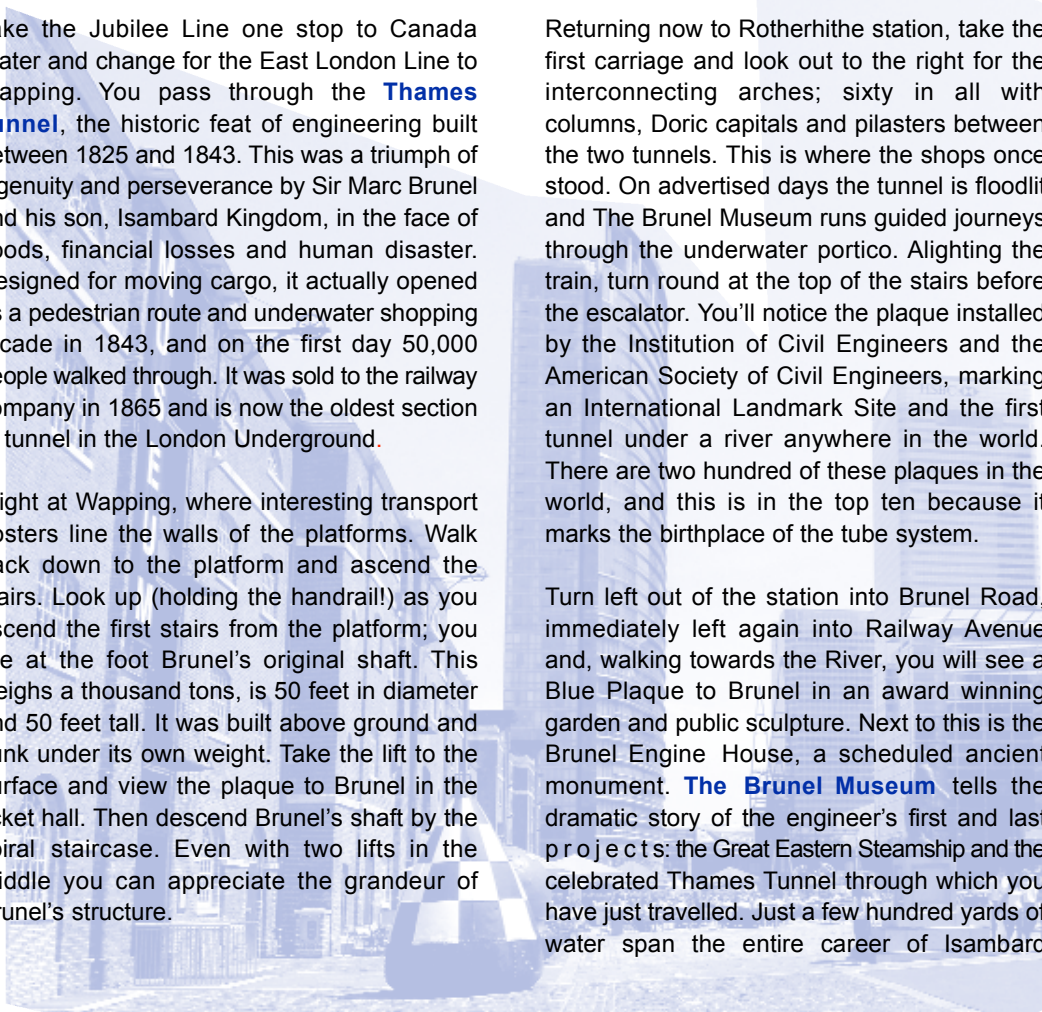 ake the Jubilee Line one stop to Canada
ater and change for the East London Line to
apping. You pass through the Thames
unnel, the historic feat of engineering built
etween 1825 and 1843. This was a triumph of
genuity and perseverance by Sir Marc Brunel
nd his son, Isambard Kingdom, in the face of
oods, financial losses and human disaster.
esigned for moving cargo, it actually opened
s a pedestrian route and underwater shopping
cade in 1843, and on the first day 50,000
eople walked through. It was sold to the railway
ompany in 1865 and is now the oldest section
tunnel in the London Underground.
ight at Wapping, where interesting transport
osters line the walls of the platforms. Walk
ack down to the platform and ascend the
airs. Look up (holding the handrail!) as you
scend the first stairs from the platform; you
e at the foot Brunel's original shaft. This
eighs a thousand tons, is 50 feet in diameter
nd 50 feet tall. It was built above ground and
unk under its own weight. Take the lift to the
urface and view the plaque to Brunel in the
cket hall. Then descend Brunel's shaft by the
piral staircase. Even with two lifts in the
iddle you can appreciate the grandeur of
runel's structure.
Returning now to Rotherhithe station, take the
first carriage and look out to the right for the
interconnecting arches; sixty in all with
columns, Doric capitals and pilasters between
the two tunnels. This is where the shops once
stood. On advertised days the tunnel is floodlit
and The Brunel Museum runs guided journeys
through the underwater portico. Alighting the
train, turn round at the top of the stairs before
the escalator. You'll notice the plaque installed
by the Institution of Civil Engineers and the
American Society of Civil Engineers, marking
an International Landmark Site and the first
tunnel under a river anywhere in the world.
There are two hundred of these plaques in the
world, and this is in the top ten because it
marks the birthplace of the tube system.
Turn left out of the station into Brunel Road,
immediately left again into Railway Avenue
and, walking towards the River, you will see a
Blue Plaque to Brunel in an award winning
garden and public sculpture. Next to this is the
Brunel Engine House, a scheduled ancient
monument. The Brunel Museum tells the
dramatic story of the engineer's first and last
projects: the Great Eastern Steamship and the
celebrated Thames Tunnel through which you
have just travelled. Just a few hundred yards of
water span the entire career of Isambard